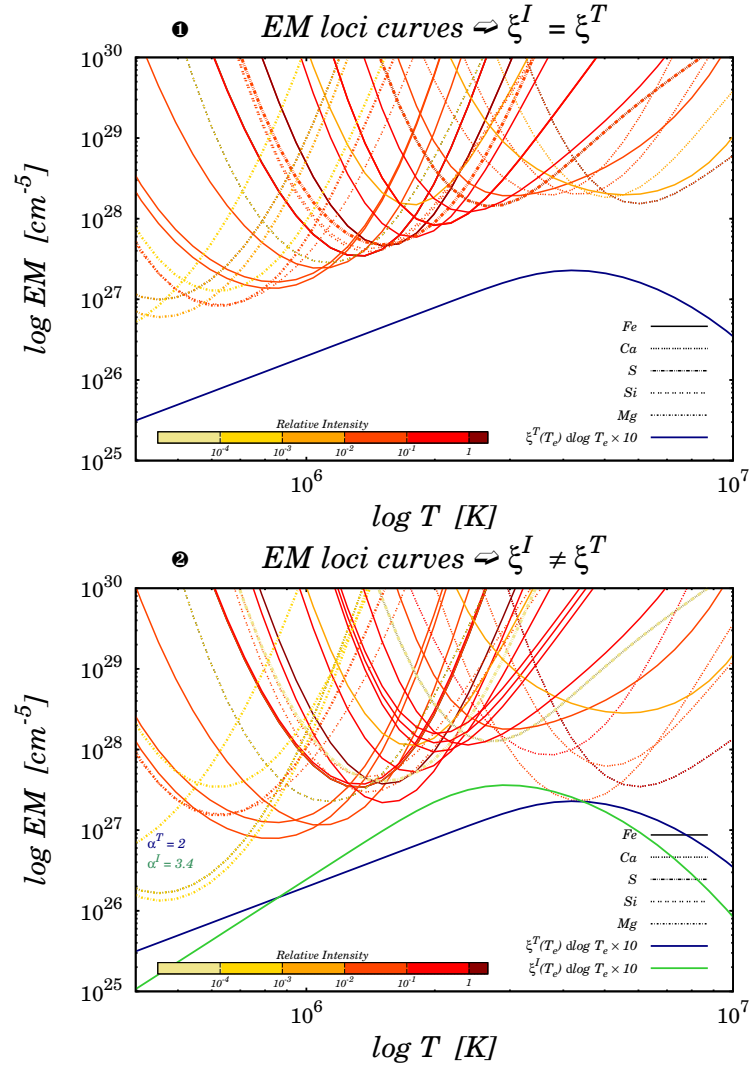 ❶ EM loci curves ➫ ξ^I = ξ^T
10^30
10^29
10^28
10^27
10^26
10^25
log EM [cm^-5]
Fe
Ca
S
Si
Mg
ξ^T(T_e) dlog T_e × 10
Relative Intensity
10^-4 10^-3 10^-2 10^-1 1
10^6 10^7
log T [K]
❷ EM loci curves ➫ ξ^I ≠ ξ^T
10^30
10^29
10^28
10^27
10^26
10^25
log EM [cm^-5]
α^T = 2
α^I = 3.4
Fe
Ca
S
Si
Mg
ξ^T(T_e) dlog T_e × 10
ξ^I(T_e) dlog T_e × 10
Relative Intensity
10^-4 10^-3 10^-2 10^-1 1
10^6 10^7
log T [K]